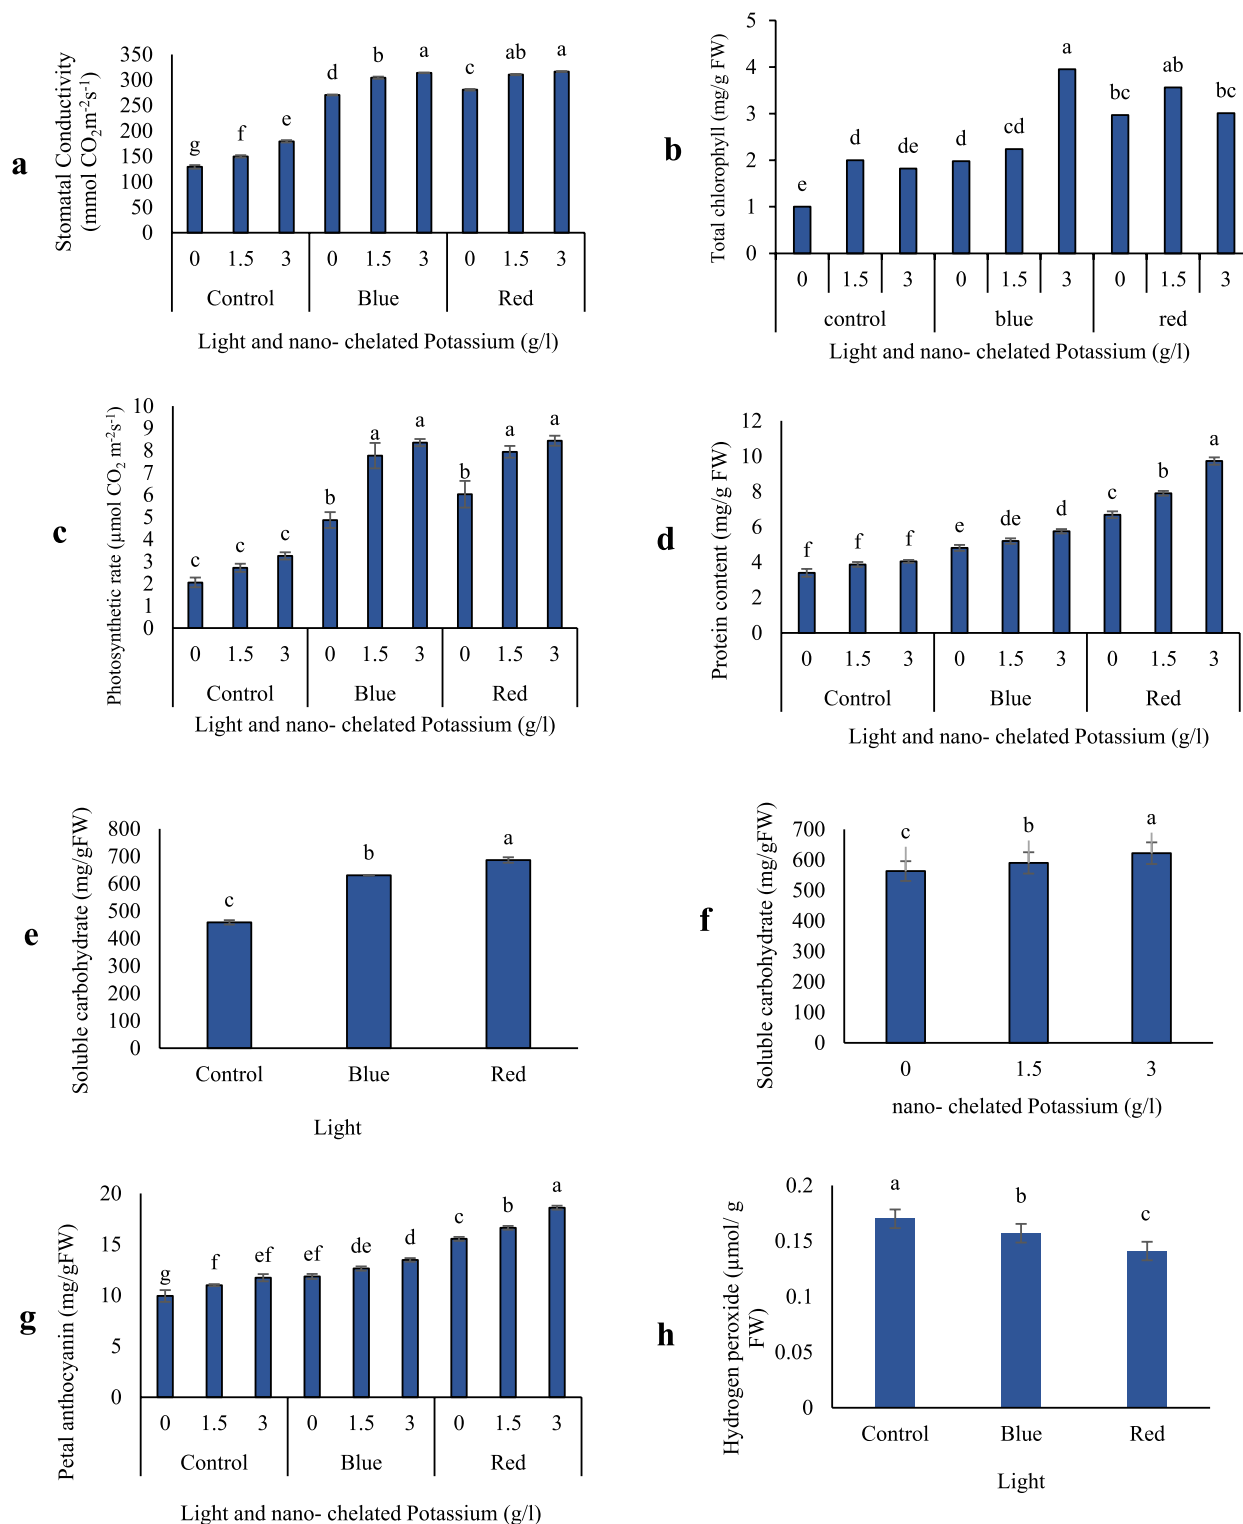 a
Stomatal Conductivity
(mmol CO₂m⁻²s⁻¹)
350
300
250
200
150
100
50
0
g f e d b a c ab a
0 1.5 3 0 1.5 3 0 1.5 3
Control Blue Red
Light and nano- chelated Potassium (g/l)
b
Total chlorophyll (mg/g FW)
5
4
3
2
1
0
e d de d cd a bc ab bc
0 1.5 3 0 1.5 3 0 1.5 3
control blue red
Light and nano- chelated Potassium (g/l)
c
Photosynthetic rate (µmol CO₂ m⁻²s⁻¹)
10
9
8
7
6
5
4
3
2
1
0
c c c b a a b a a
0 1.5 3 0 1.5 3 0 1.5 3
Control Blue Red
Light and nano- chelated Potassium (g/l)
d
Protein content (mg/g FW)
12
10
8
6
4
2
0
f f f e de d c b a
0 1.5 3 0 1.5 3 0 1.5 3
Control Blue Red
Light and nano- chelated Potassium (g/l)
e
Soluble carbohydrate (mg/gFW)
800
700
600
500
400
300
200
100
0
c b a
Control Blue Red
Light
f
Soluble carbohydrate (mg/gFW)
700
600
500
400
300
200
100
0
c b a
0 1.5 3
nano- chelated Potassium (g/l)
g
Petal anthocyanin (mg/gFW)
20
15
10
5
0
g f ef ef de d c b a
0 1.5 3 0 1.5 3 0 1.5 3
Control Blue Red
Light and nano- chelated Potassium (g/l)
h
Hydrogen peroxide (µmol/ g
FW)
0.2
0.15
0.1
0.05
0
a b c
Control Blue Red
Light